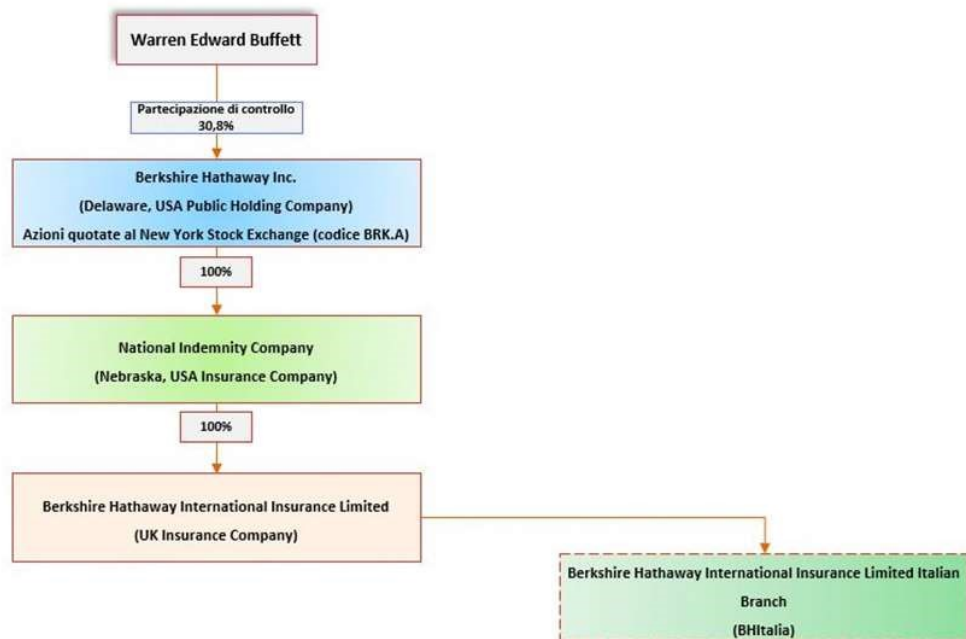 Warren Edward Buffett
Partecipazione di controllo
30,8%
Berkshire Hathaway Inc.
(Delaware, USA Public Holding Company)
Azioni quotate al New York Stock Exchange (codice BRK.A)
100%
National Indemnity Company
(Nebraska, USA Insurance Company)
100%
Berkshire Hathaway International Insurance Limited
(UK Insurance Company)
Berkshire Hathaway International Insurance Limited Italian
Branch
(BHItalia)